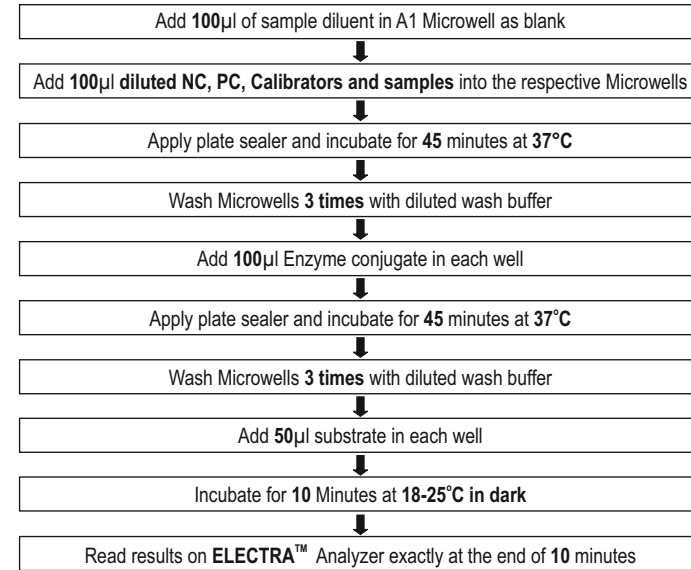 Add 100µl of sample diluent in A1 Microwell as blank
Add 100µl diluted NC, PC, Calibrators and samples into the respective Microwells
Apply plate sealer and incubate for 45 minutes at 37°C
Wash Microwells 3 times with diluted wash buffer
Add 100µl Enzyme conjugate in each well
Apply plate sealer and incubate for 45 minutes at 37°C
Wash Microwells 3 times with diluted wash buffer
Add 50µl substrate in each well
Incubate for 10 Minutes at 18-25°C in dark
Read results on ELECTRA™ Analyzer exactly at the end of 10 minutes